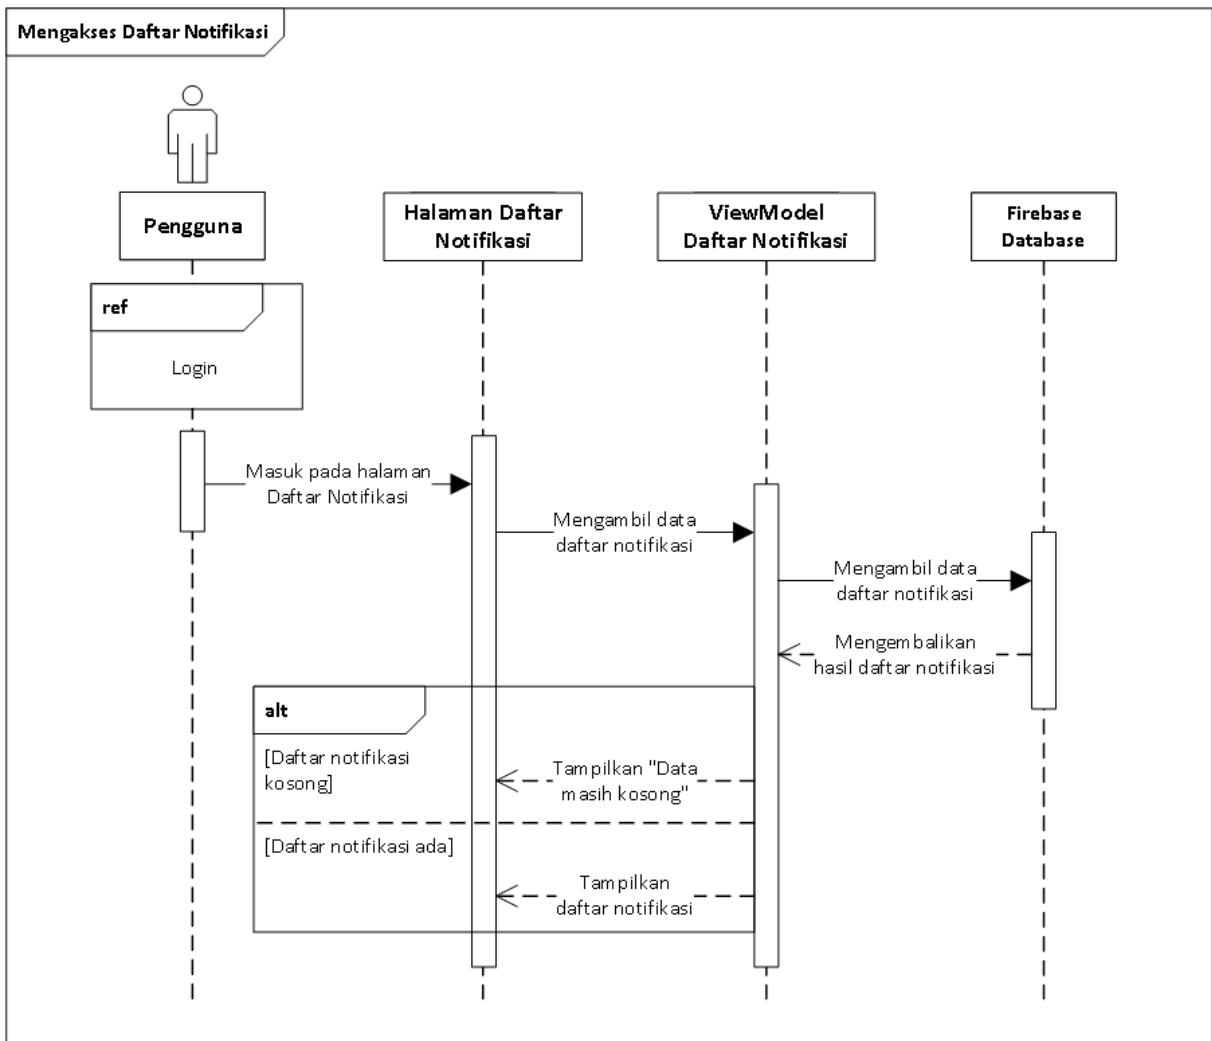 Mengakses Daftar Notifikasi
Pengguna
Halaman Daftar
Notifikasi
ViewModel
Daftar Notifikasi
Firebase
Database
ref
Login
Masuk pada halaman
Daftar Notifikasi
Mengambil data
daftar notifikasi
Mengambil data
daftar notifikasi
Mengembalikan
hasil daftar notifikasi
alt
[Daftar notifikasi
kosong]
Tampilkan "Data
masih kosong"
[Daftar notifikasi ada]
Tampilkan
daftar notifikasi